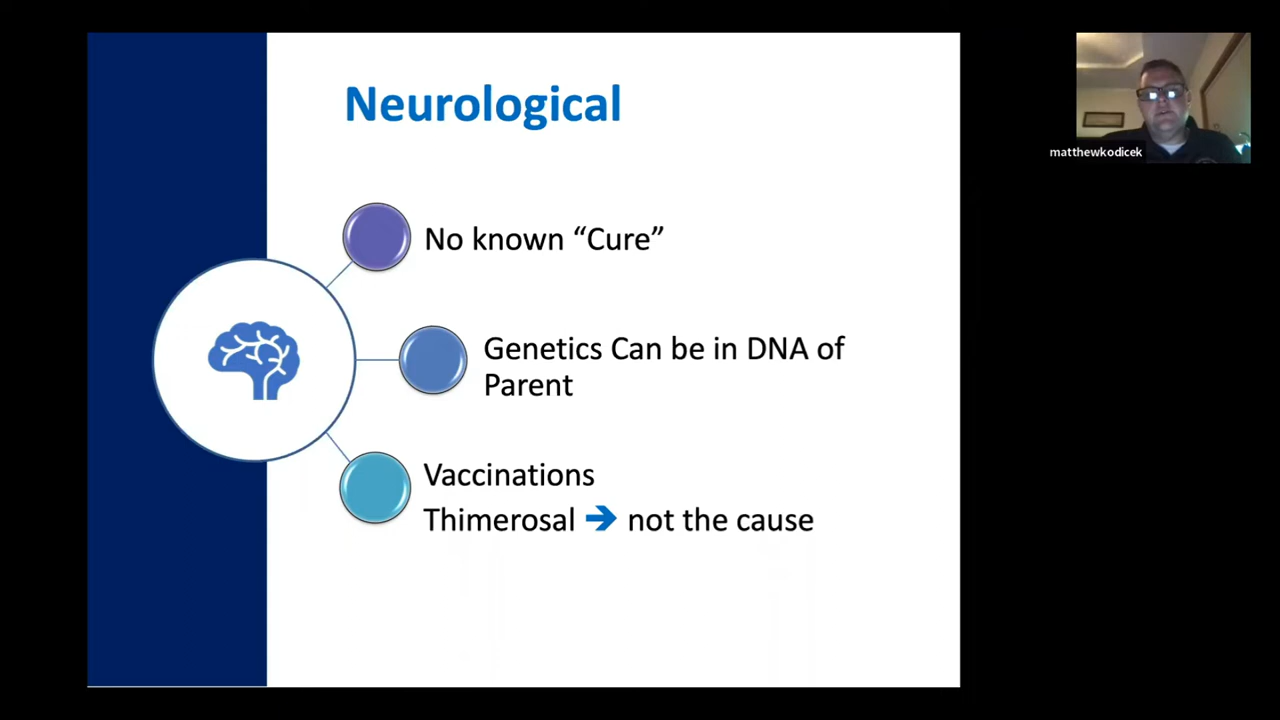 Neurological
No known “Cure”
Genetics Can be in DNA of
Parent
Vaccinations
Thimerosal ➔ not the cause
matthewkodicek